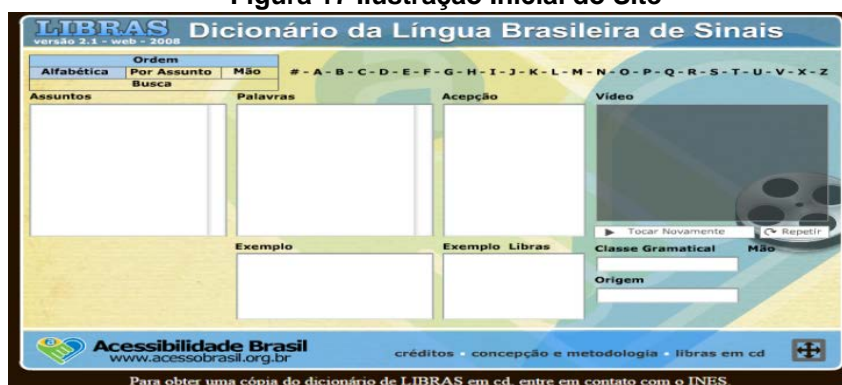 Figura 17 Ilustração Inicial do Site
LIBRAS Dicionário da Língua Brasileira de Sinais
versão 2.1 - web - 2008
Ordem
Alfabética Por Assunto Mão
Busca
# - A - B - C - D - E - F - G - H - I - J - K - L - M - N - O - P - Q - R - S - T - U - V - X - Z
Assuntos Palavras Acepção Vídeo
Tocar Novamente Repetir
Exemplo Exemplo Libras Classe Gramatical Mão
Origem
Acessibilidade Brasil
www.acessobrasil.org.br
créditos - concepção e metodologia - libras em cd
Para obter uma cópia do dicionário de LIBRAS em cd, entre em contato com o INES.